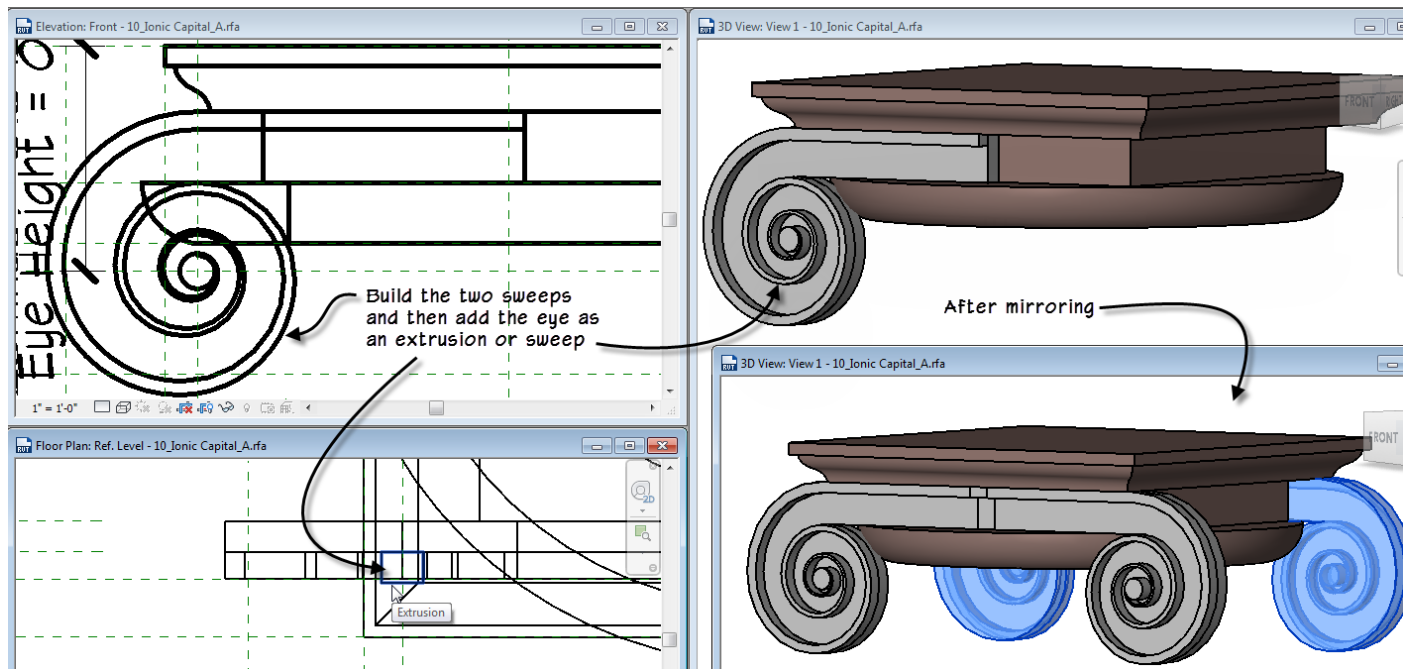 Elevation: Front - 10_Ionic Capital_A.rfa
Eye Height = 0
1" = 1'-0"
3D View: View 1 - 10_Ionic Capital_A.rfa
FRONT
Build the two sweeps
and then add the eye as
an extrusion or sweep
After mirroring
Floor Plan: Ref. Level - 10_Ionic Capital_A.rfa
2D
Extrusion
3D View: View 1 - 10_Ionic Capital_A.rfa
FRONT